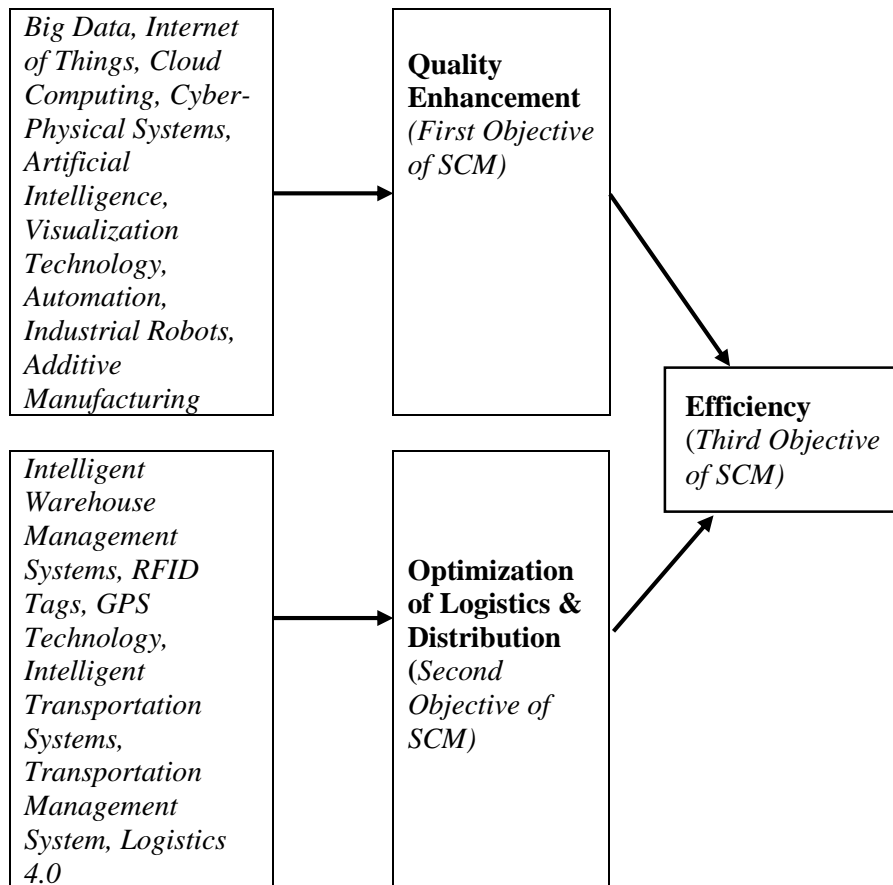 Big Data, Internet
of Things, Cloud
Computing, Cyber-
Physical Systems,
Artificial
Intelligence,
Visualization
Technology,
Automation,
Industrial Robots,
Additive
Manufacturing
Quality
Enhancement
(First Objective
of SCM)
Intelligent
Warehouse
Management
Systems, RFID
Tags, GPS
Technology,
Intelligent
Transportation
Systems,
Transportation
Management
System, Logistics
4.0
Optimization
of Logistics &
Distribution
(Second
Objective of
SCM)
Efficiency
(Third Objective
of SCM)